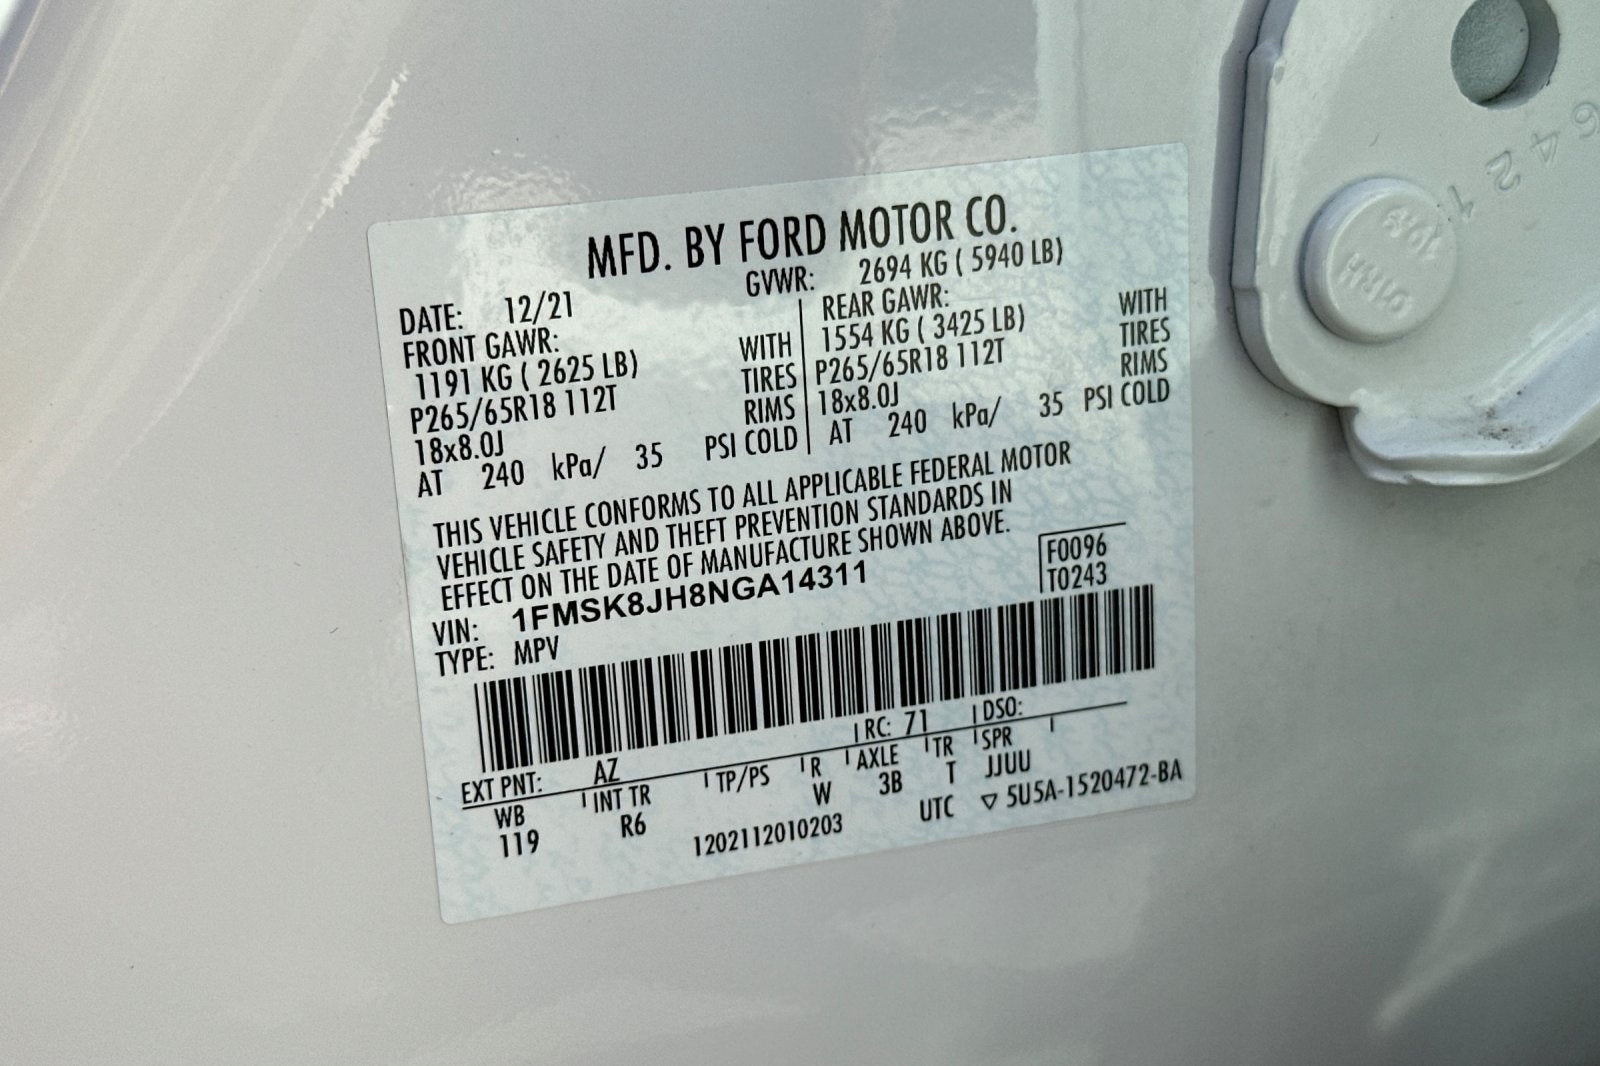 MFD. BY FORD MOTOR CO.
DATE: 12/21 GVWR: 2694 KG ( 5940 LB)
FRONT GAWR: REAR GAWR:
1191 KG ( 2625 LB) WITH 1554 KG ( 3425 LB) WITH
P265/65R18 112T TIRES P265/65R18 112T TIRES
18x8.0J RIMS 18x8.0J RIMS
AT 240 kPa/ 35 PSI COLD AT 240 kPa/ 35 PSI COLD
THIS VEHICLE CONFORMS TO ALL APPLICABLE FEDERAL MOTOR
VEHICLE SAFETY AND THEFT PREVENTION STANDARDS IN
EFFECT ON THE DATE OF MANUFACTURE SHOWN ABOVE.
VIN: 1FMSK8JH8NGA14311 F0096
TYPE: MPV T0243
EXT PNT: AZ RC: 71 DSO:
WB INT TR TP/PS R AXLE TR SPR
119 R6 W 3B T JJUU
1202112010203 UTC ▽ 5U5A-1520472-BA
6421
10.9
01RH